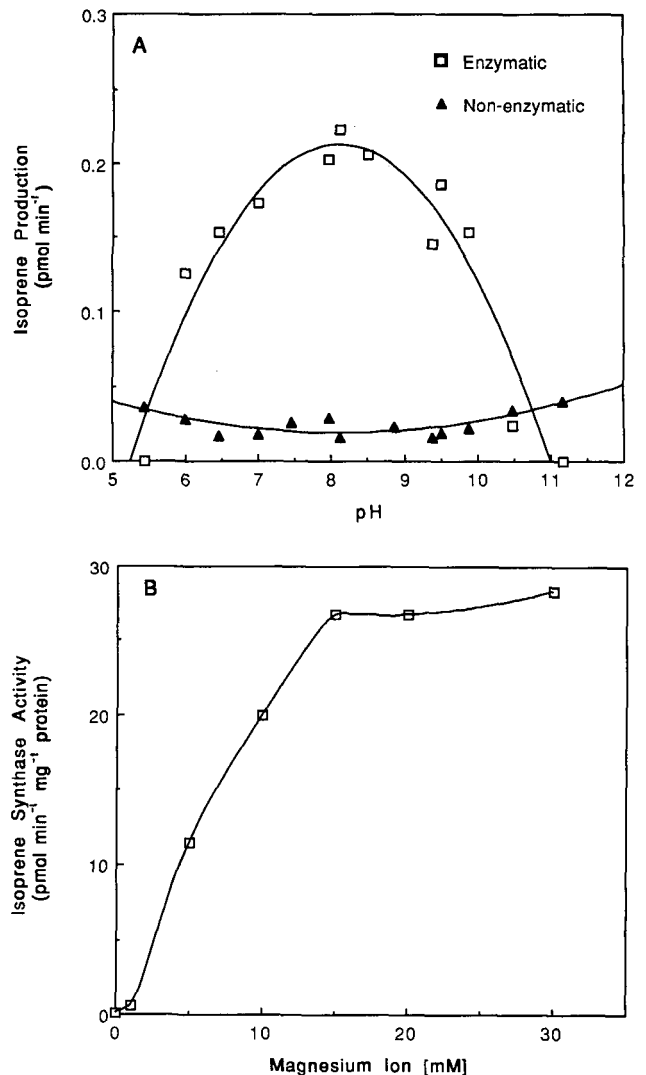 A
Enzymatic
Non-enzymatic
Isoprene Production
(pmol min⁻¹)
0.3
0.2
0.1
0.0
5 6 7 8 9 10 11 12
pH
B
Isoprene Synthase Activity
(pmol min⁻¹ mg⁻¹ protein)
30
20
10
0
0 10 20 30
Magnesium Ion [mM]